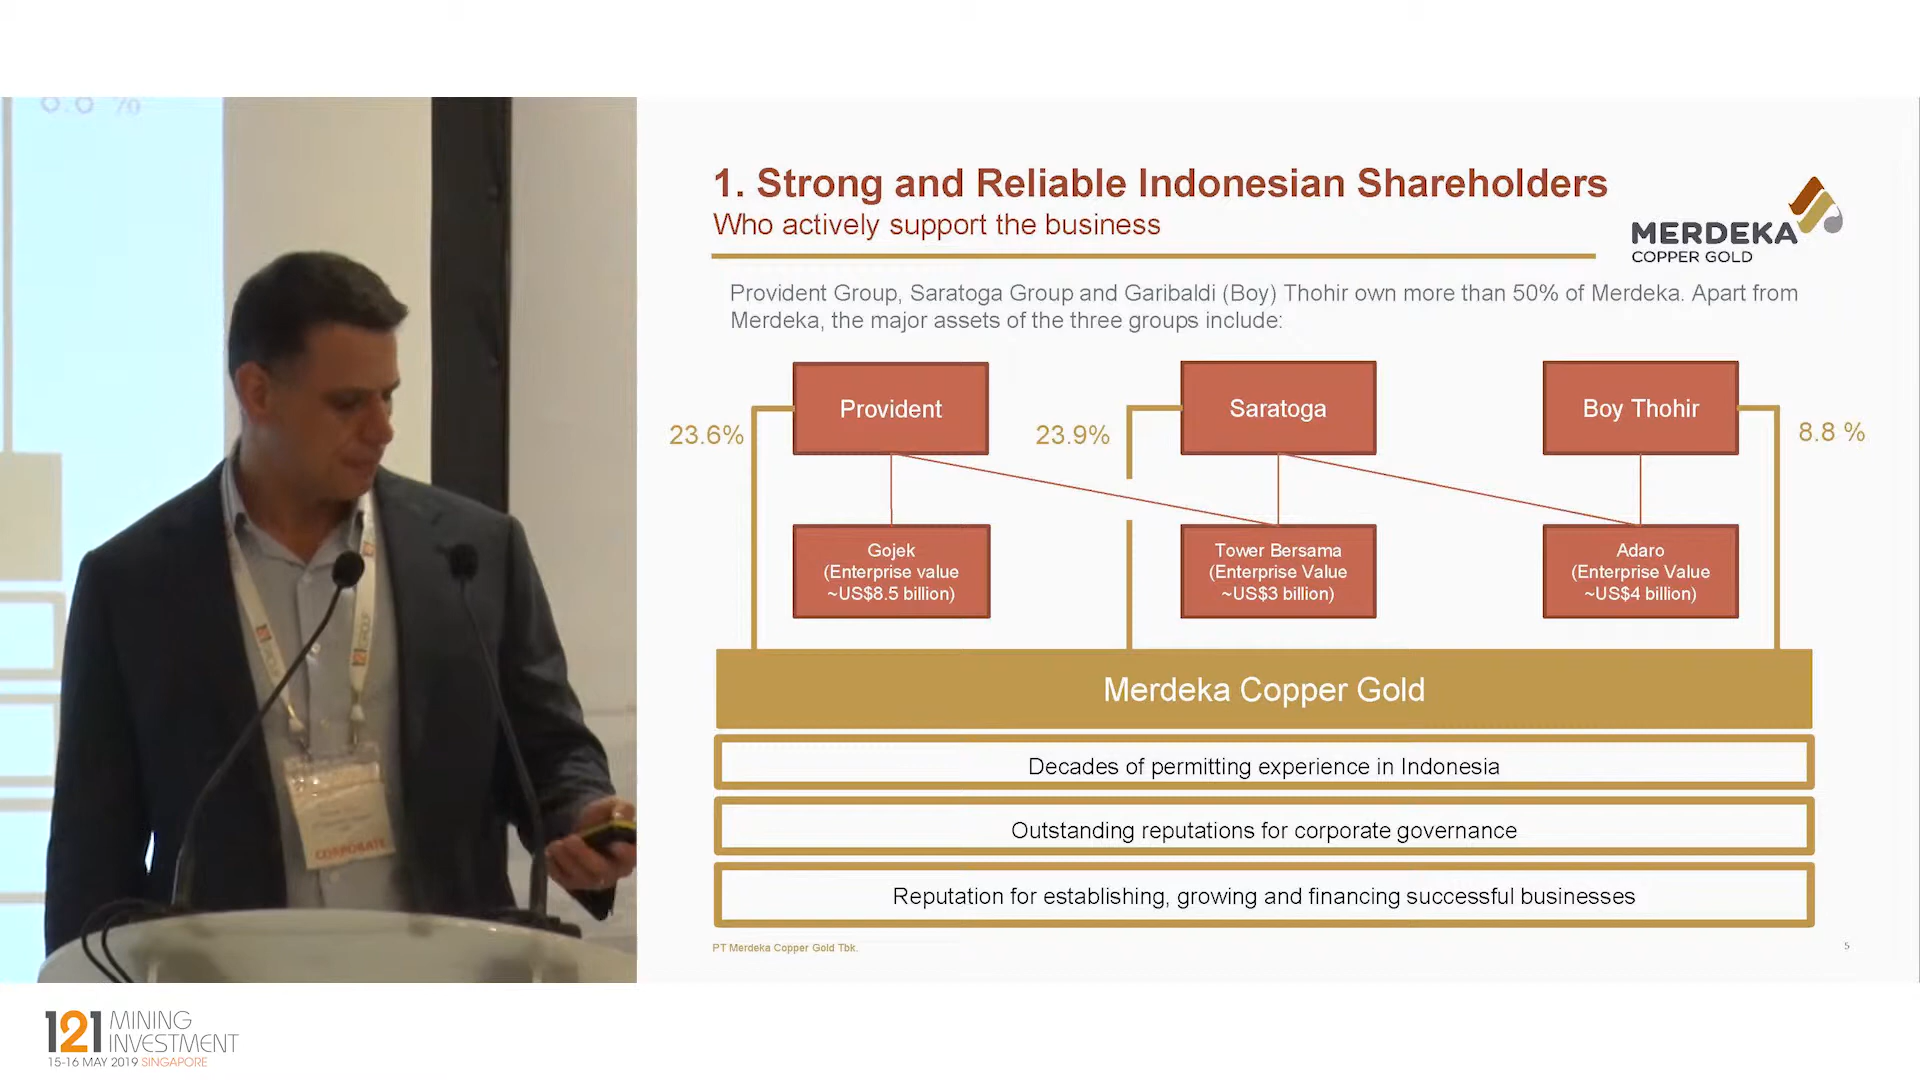 1. Strong and Reliable Indonesian Shareholders
Who actively support the business
MERDEKA
COPPER GOLD
Provident Group, Saratoga Group and Garibaldi (Boy) Thohir own more than 50% of Merdeka. Apart from
Merdeka, the major assets of the three groups include:
Provident
Saratoga
Boy Thohir
23.6%
23.9%
8.8 %
Gojek
(Enterprise value
~US$8.5 billion)
Tower Bersama
(Enterprise Value
~US$3 billion)
Adaro
(Enterprise Value
~US$4 billion)
Merdeka Copper Gold
Decades of permitting experience in Indonesia
Outstanding reputations for corporate governance
Reputation for establishing, growing and financing successful businesses
PT Merdeka Copper Gold Tbk.
5
CORPORATE
121 MINING
INVESTMENT
15-16 MAY 2019 SINGAPORE